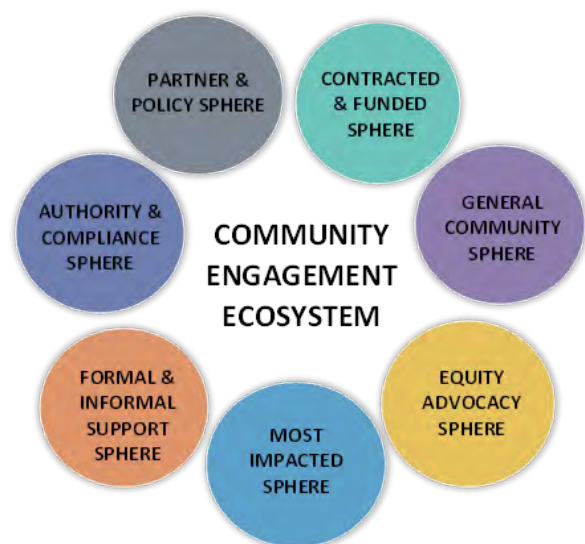 PARTNER &
POLICY SPHERE
CONTRACTED
& FUNDED
SPHERE
GENERAL
COMMUNITY
SPHERE
EQUITY
ADVOCACY
SPHERE
MOST
IMPACTED
SPHERE
FORMAL &
INFORMAL
SUPPORT
SPHERE
AUTHORITY &
COMPLIANCE
SPHERE
COMMUNITY
ENGAGEMENT
ECOSYSTEM